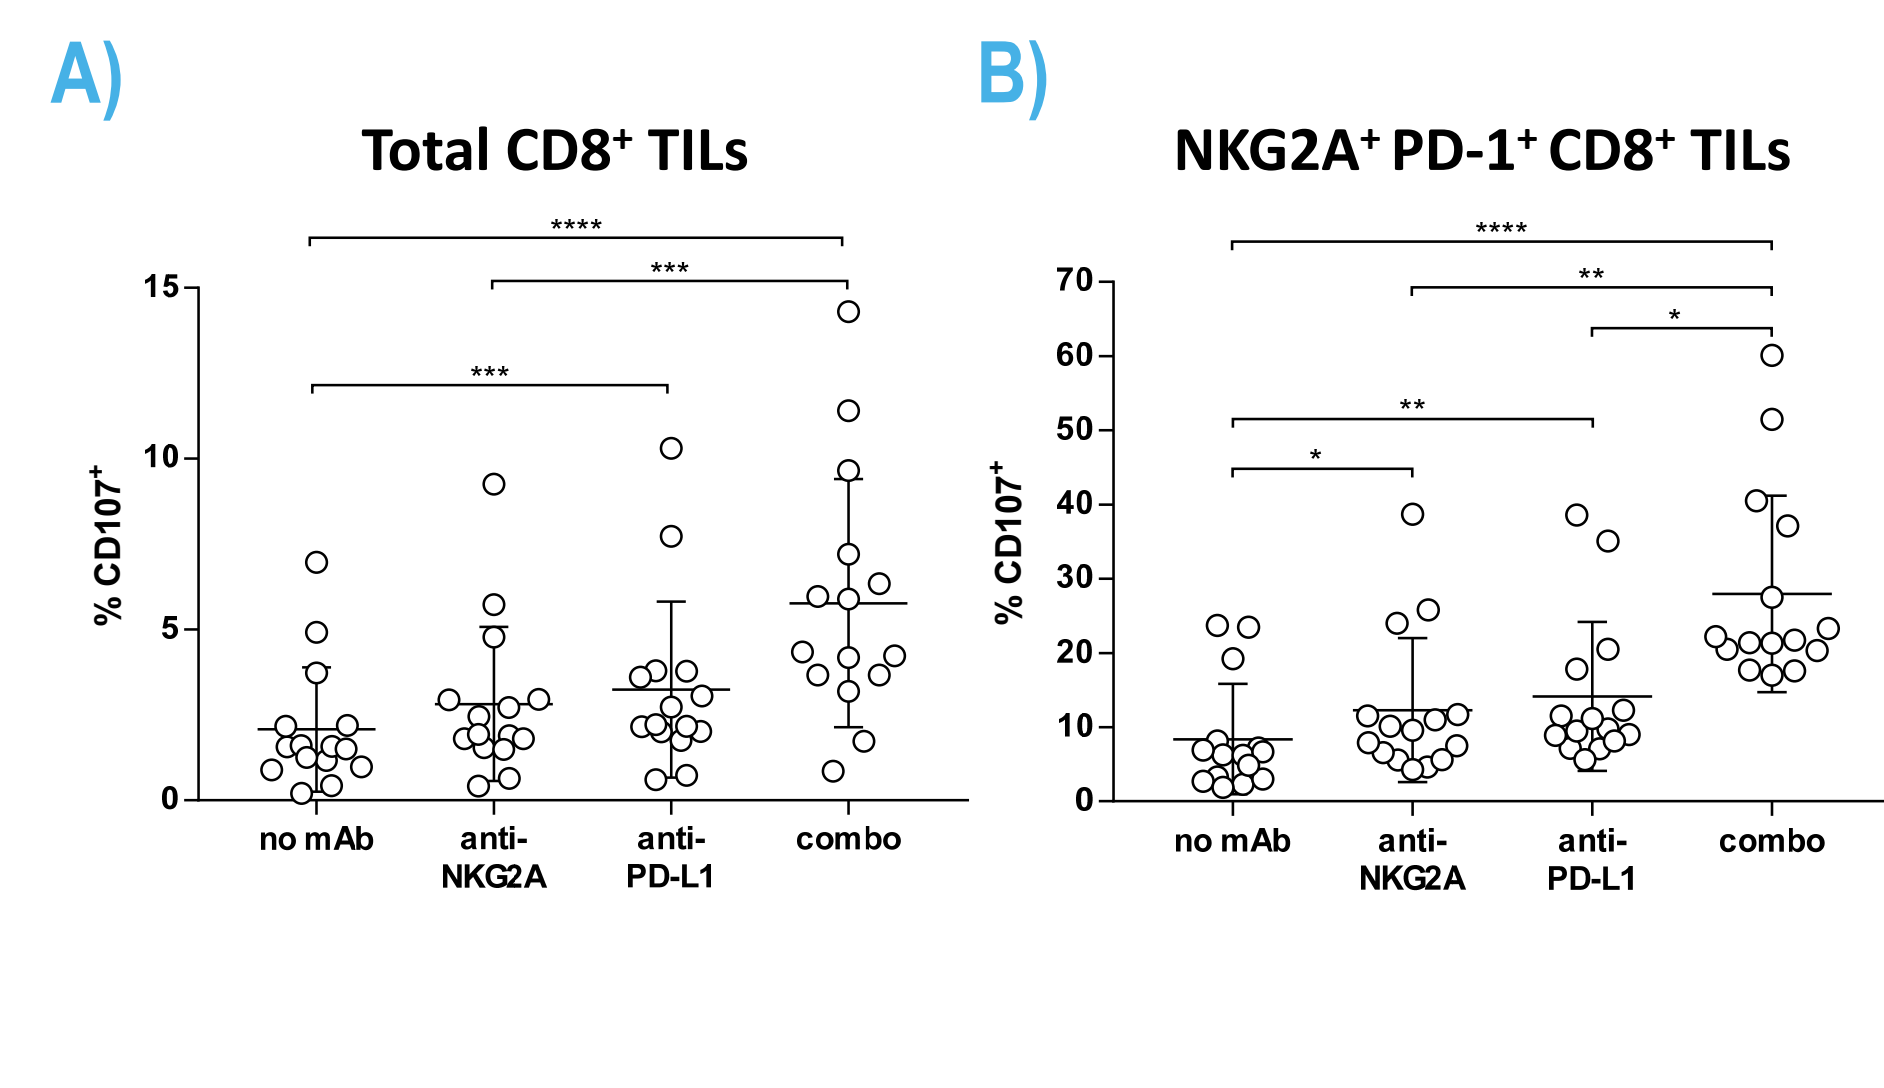 A)
Total CD8⁺ TILs
****
***
***
15
10
5
0
% CD107⁺
no mAb
anti-NKG2A
anti-PD-L1
combo
B)
NKG2A⁺ PD-1⁺ CD8⁺ TILs
****
**
*
**
*
70
60
50
40
30
20
10
0
% CD107⁺
no mAb
anti-NKG2A
anti-PD-L1
combo